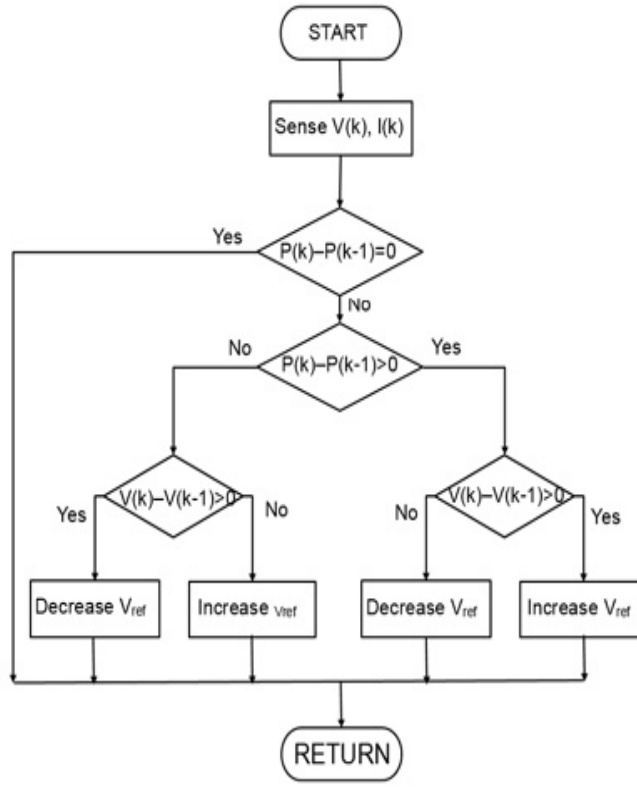 START
Sense V(k), I(k)
Yes
P(k)–P(k-1)=0
No
No
P(k)–P(k-1)>0
Yes
V(k)–V(k-1)>0
V(k)–V(k-1)>0
Yes
No
No
Yes
Decrease Vref
Increase Vref
Decrease Vref
Increase Vref
RETURN